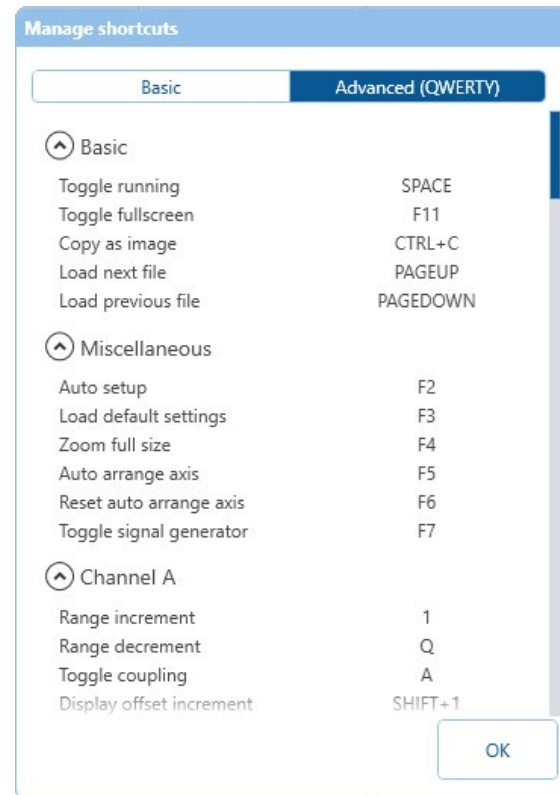 Manage shortcuts
Basic Advanced (QWERTY)
Basic
Toggle running SPACE
Toggle fullscreen F11
Copy as image CTRL+C
Load next file PAGEUP
Load previous file PAGEDOWN
Miscellaneous
Auto setup F2
Load default settings F3
Zoom full size F4
Auto arrange axis F5
Reset auto arrange axis F6
Toggle signal generator F7
Channel A
Range increment 1
Range decrement Q
Toggle coupling A
Display offset increment SHIFT+1
OK